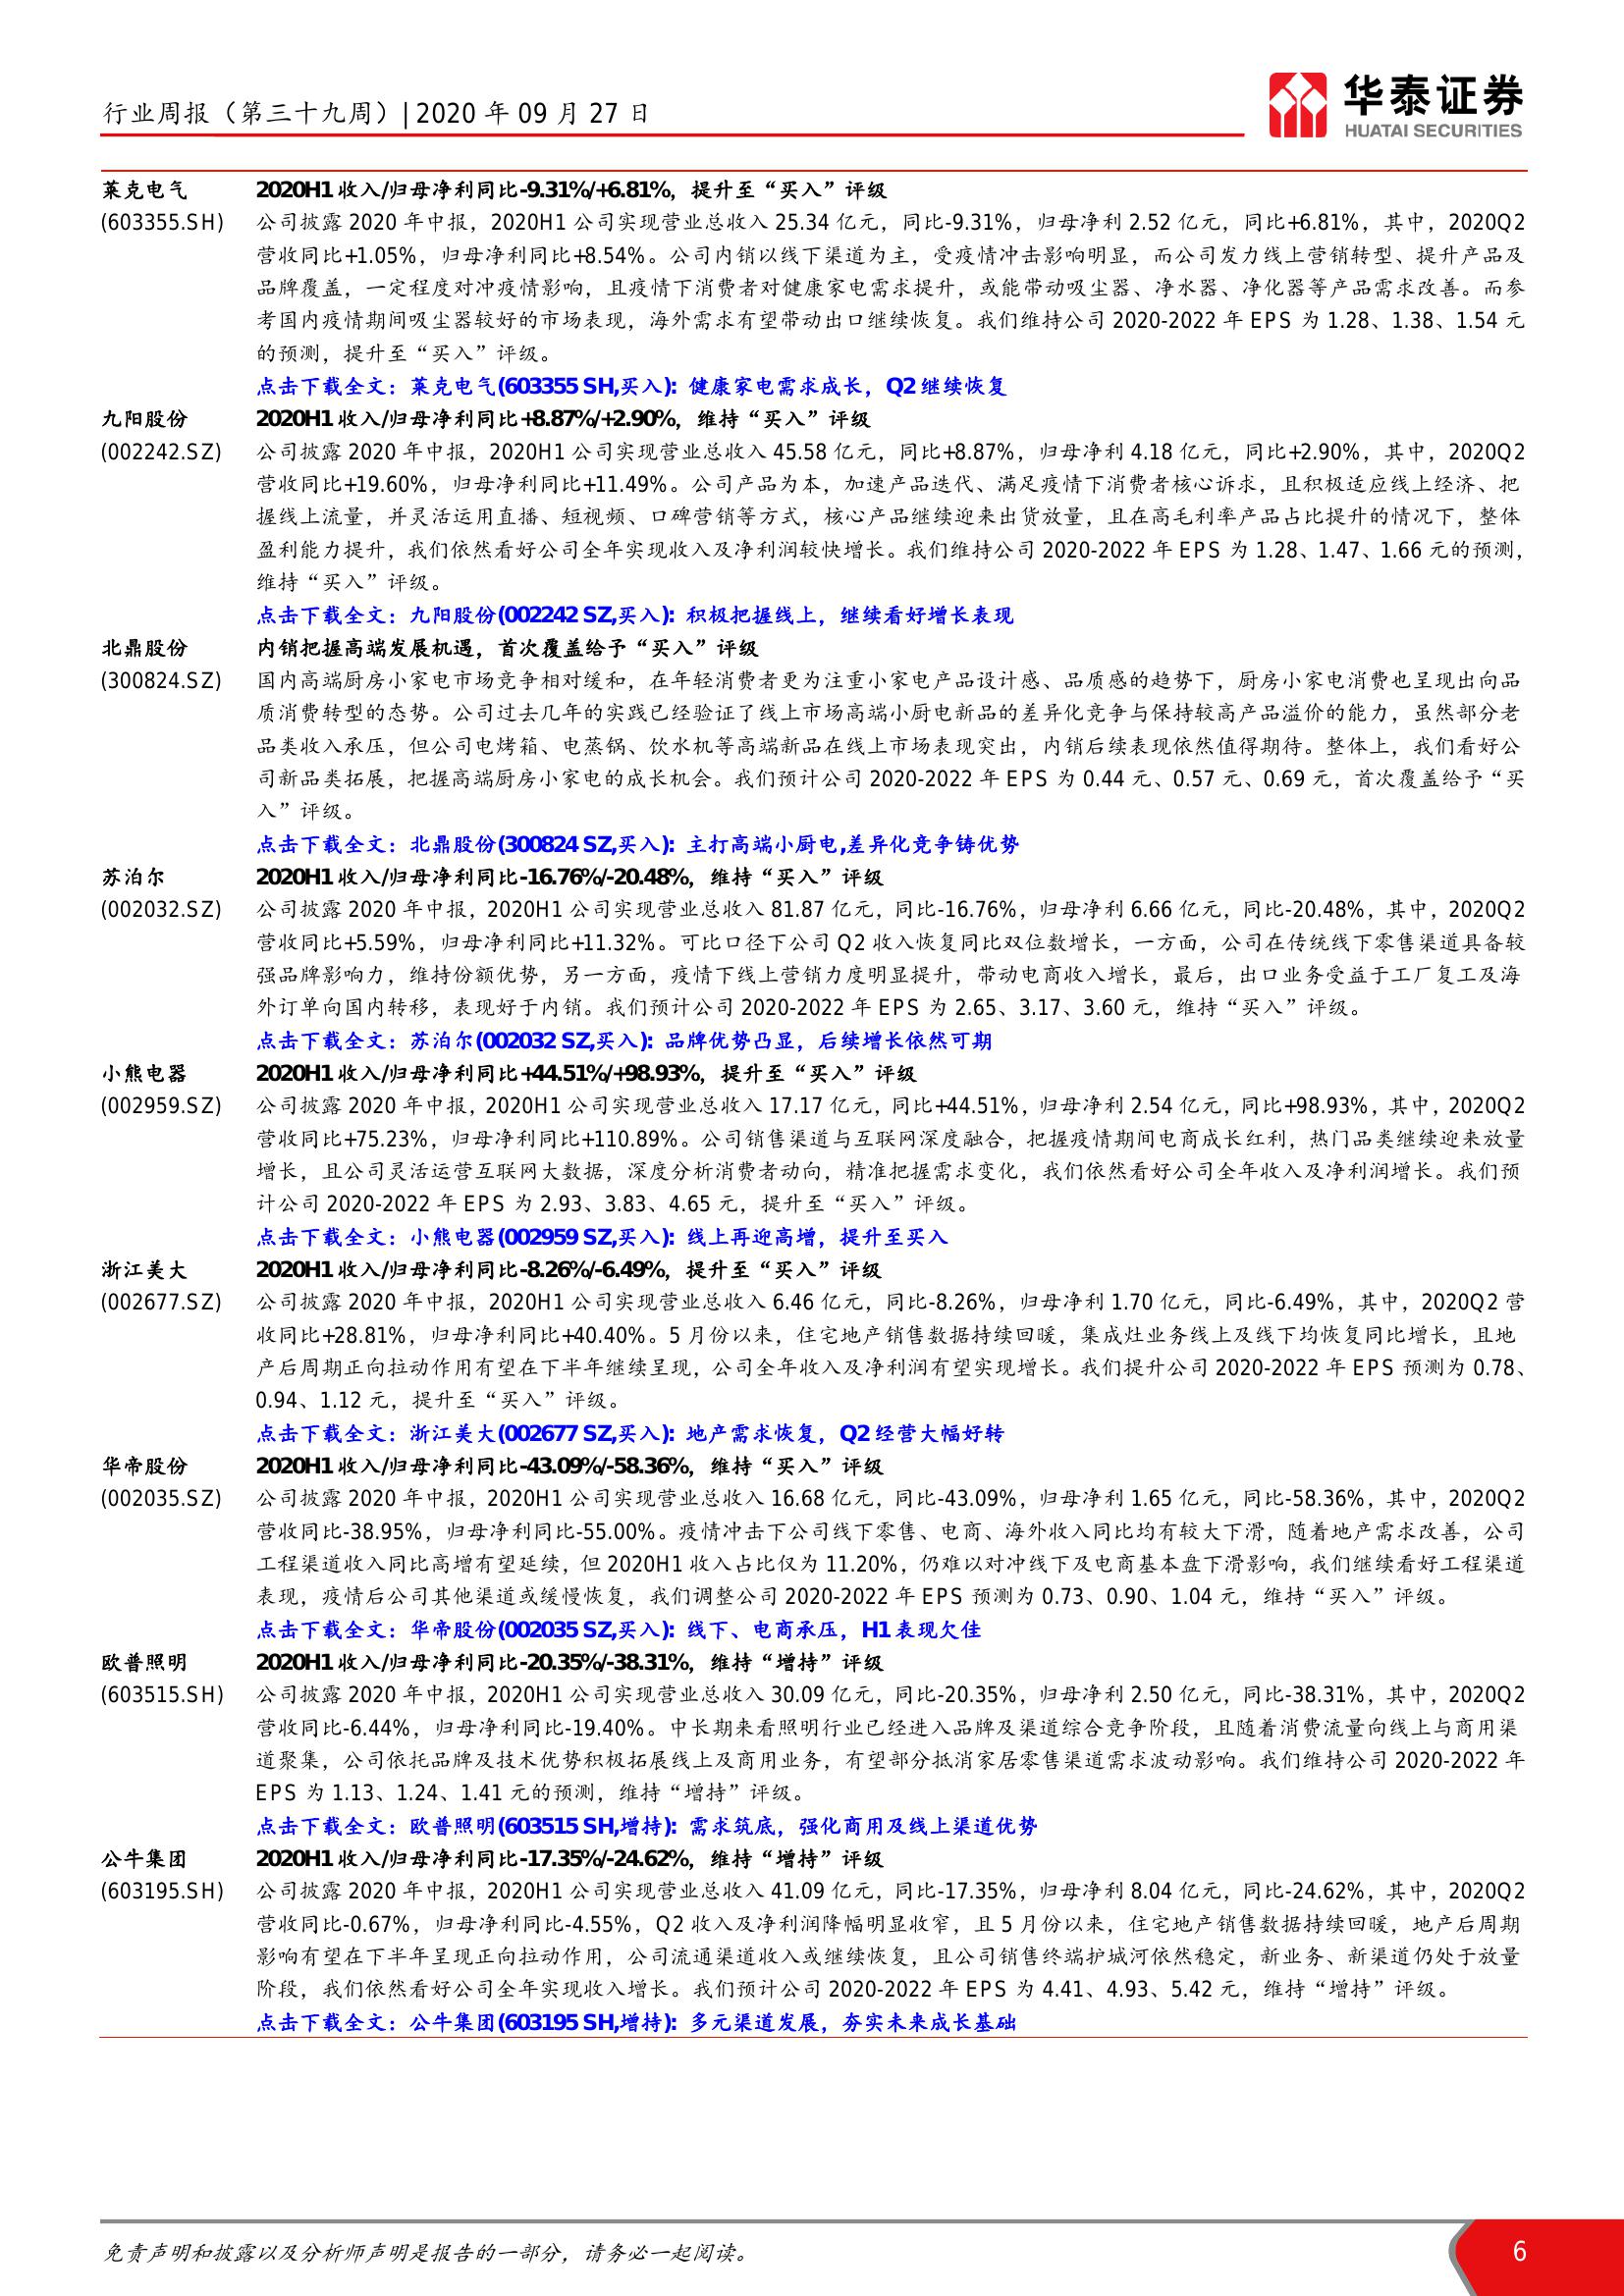 行业周报（第三十九周）| 2020 年 09 月 27 日
华泰证券
HUATAI SECURITIES
莱克电气
(603355.SH)
2020H1 收入/归母净利同比-9.31%/+6.81%，提升至“买入”评级
公司披露 2020 年中报，2020H1 公司实现营业总收入 25.34 亿元，同比-9.31%，归母净利 2.52 亿元，同比+6.81%，其中，2020Q2
营收同比+1.05%，归母净利同比+8.54%。公司内销以线下渠道为主，受疫情冲击影响明显，而公司发力线上营销转型、提升产品及
品牌覆盖，一定程度对冲疫情影响，且疫情下消费者对健康家电需求提升，或能带动吸尘器、净水器、净化器等产品需求改善。而参
考国内疫情期间吸尘器较好的市场表现，海外需求有望带动出口继续恢复。我们维持公司 2020-2022 年 EPS 为 1.28、1.38、1.54 元
的预测，提升至“买入”评级。
点击下载全文：莱克电气(603355 SH,买入): 健康家电需求成长，Q2 继续恢复
九阳股份
(002242.SZ)
2020H1 收入/归母净利同比+8.87%/+2.90%，维持“买入”评级
公司披露 2020 年中报，2020H1 公司实现营业总收入 45.58 亿元，同比+8.87%，归母净利 4.18 亿元，同比+2.90%，其中，2020Q2
营收同比+19.60%，归母净利同比+11.49%。公司产品为本，加速产品迭代、满足疫情下消费者核心诉求，且积极适应线上经济、把
握线上流量，并灵活运用直播、短视频、口碑营销等方式，核心产品继续迎来出货放量，且在高毛利率产品占比提升的情况下，整体
盈利能力提升，我们依然看好公司全年实现收入及净利润较快增长。我们维持公司 2020-2022 年 EPS 为 1.28、1.47、1.66 元的预测，
维持“买入”评级。
点击下载全文：九阳股份(002242 SZ,买入): 积极把握线上，继续看好增长表现
北鼎股份
(300824.SZ)
内销把握高端发展机遇，首次覆盖给予“买入”评级
国内高端厨房小家电市场竞争相对缓和，在年轻消费者更为注重小家电产品设计感、品质感的趋势下，厨房小家电消费也呈现出向品
质消费转型的态势。公司过去几年的实践已经验证了线上市场高端小厨电新品的差异化竞争与保持较高产品溢价的能力，虽然部分老
品类收入承压，但公司电烤箱、电蒸锅、饮水机等高端新品在线上市场表现突出，内销后续表现依然值得期待。整体上，我们看好公
司新品类拓展，把握高端厨房小家电的成长机会。我们预计公司 2020-2022 年 EPS 为 0.44 元、0.57 元、0.69 元，首次覆盖给予“买
入”评级。
点击下载全文：北鼎股份(300824 SZ,买入): 主打高端小厨电,差异化竞争铸优势
苏泊尔
(002032.SZ)
2020H1 收入/归母净利同比-16.76%/-20.48%，维持“买入”评级
公司披露 2020 年中报，2020H1 公司实现营业总收入 81.87 亿元，同比-16.76%，归母净利 6.66 亿元，同比-20.48%，其中，2020Q2
营收同比+5.59%，归母净利同比+11.32%。可比口径下公司 Q2 收入恢复同比双位数增长，一方面，公司在传统线下零售渠道具备较
强品牌影响力，维持份额优势，另一方面，疫情下线上营销力度明显提升，带动电商收入增长，最后，出口业务受益于工厂复工及海
外订单向国内转移，表现好于内销。我们预计公司 2020-2022 年 EPS 为 2.65、3.17、3.60 元，维持“买入”评级。
点击下载全文：苏泊尔(002032 SZ,买入): 品牌优势凸显，后续增长依然可期
小熊电器
(002959.SZ)
2020H1 收入/归母净利同比+44.51%/+98.93%，提升至“买入”评级
公司披露 2020 年中报，2020H1 公司实现营业总收入 17.17 亿元，同比+44.51%，归母净利 2.54 亿元，同比+98.93%，其中，2020Q2
营收同比+75.23%，归母净利同比+110.89%。公司销售渠道与互联网深度融合，把握疫情期间电商成长红利，热门品类继续迎来放量
增长，且公司灵活运营互联网大数据，深度分析消费者动向，精准把握需求变化，我们依然看好公司全年收入及净利润增长。我们预
计公司 2020-2022 年 EPS 为 2.93、3.83、4.65 元，提升至“买入”评级。
点击下载全文：小熊电器(002959 SZ,买入): 线上再迎高增，提升至买入
浙江美大
(002677.SZ)
2020H1 收入/归母净利同比-8.26%/-6.49%，提升至“买入”评级
公司披露 2020 年中报，2020H1 公司实现营业总收入 6.46 亿元，同比-8.26%，归母净利 1.70 亿元，同比-6.49%，其中，2020Q2 营
收同比+28.81%，归母净利同比+40.40%。5 月份以来，住宅地产销售数据持续回暖，集成灶业务线上及线下均恢复同比增长，且地
产后周期正向拉动作用有望在下半年继续呈现，公司全年收入及净利润有望实现增长。我们提升公司 2020-2022 年 EPS 预测为 0.78、
0.94、1.12 元，提升至“买入”评级。
点击下载全文：浙江美大(002677 SZ,买入): 地产需求恢复，Q2 经营大幅好转
华帝股份
(002035.SZ)
2020H1 收入/归母净利同比-43.09%/-58.36%，维持“买入”评级
公司披露 2020 年中报，2020H1 公司实现营业总收入 16.68 亿元，同比-43.09%，归母净利 1.65 亿元，同比-58.36%，其中，2020Q2
营收同比-38.95%，归母净利同比-55.00%。疫情冲击下公司线下零售、电商、海外收入同比均有较大下滑，随着地产需求改善，公司
工程渠道收入同比高增有望延续，但 2020H1 收入占比仅为 11.20%，仍难以对冲线下及电商基本盘下滑影响，我们继续看好工程渠道
表现，疫情后公司其他渠道或缓慢恢复，我们调整公司 2020-2022 年 EPS 预测为 0.73、0.90、1.04 元，维持“买入”评级。
点击下载全文：华帝股份(002035 SZ,买入): 线下、电商承压，H1 表现欠佳
欧普照明
(603515.SH)
2020H1 收入/归母净利同比-20.35%/-38.31%，维持“增持”评级
公司披露 2020 年中报，2020H1 公司实现营业总收入 30.09 亿元，同比-20.35%，归母净利 2.50 亿元，同比-38.31%，其中，2020Q2
营收同比-6.44%，归母净利同比-19.40%。中长期来看照明行业已经进入品牌及渠道综合竞争阶段，且随着消费流量向线上与商用渠
道聚集，公司依托品牌及技术优势积极拓展线上及商用业务，有望部分抵消家居零售渠道需求波动影响。我们维持公司 2020-2022 年
EPS 为 1.13、1.24、1.41 元的预测，维持“增持”评级。
点击下载全文：欧普照明(603515 SH,增持): 需求筑底，强化商用及线上渠道优势
公牛集团
(603195.SH)
2020H1 收入/归母净利同比-17.35%/-24.62%，维持“增持”评级
公司披露 2020 年中报，2020H1 公司实现营业总收入 41.09 亿元，同比-17.35%，归母净利 8.04 亿元，同比-24.62%，其中，2020Q2
营收同比-0.67%，归母净利同比-4.55%，Q2 收入及净利润降幅明显收窄，且 5 月份以来，住宅地产销售数据持续回暖，地产后周期
影响有望在下半年呈现正向拉动作用，公司流通渠道收入或继续恢复，且公司销售终端护城河依然稳定，新业务、新渠道仍处于放量
阶段，我们依然看好公司全年实现收入增长。我们预计公司 2020-2022 年 EPS 为 4.41、4.93、5.42 元，维持“增持”评级。
点击下载全文：公牛集团(603195 SH,增持): 多元渠道发展，夯实未来成长基础
免责声明和披露以及分析师声明是报告的一部分，请务必一起阅读。
6